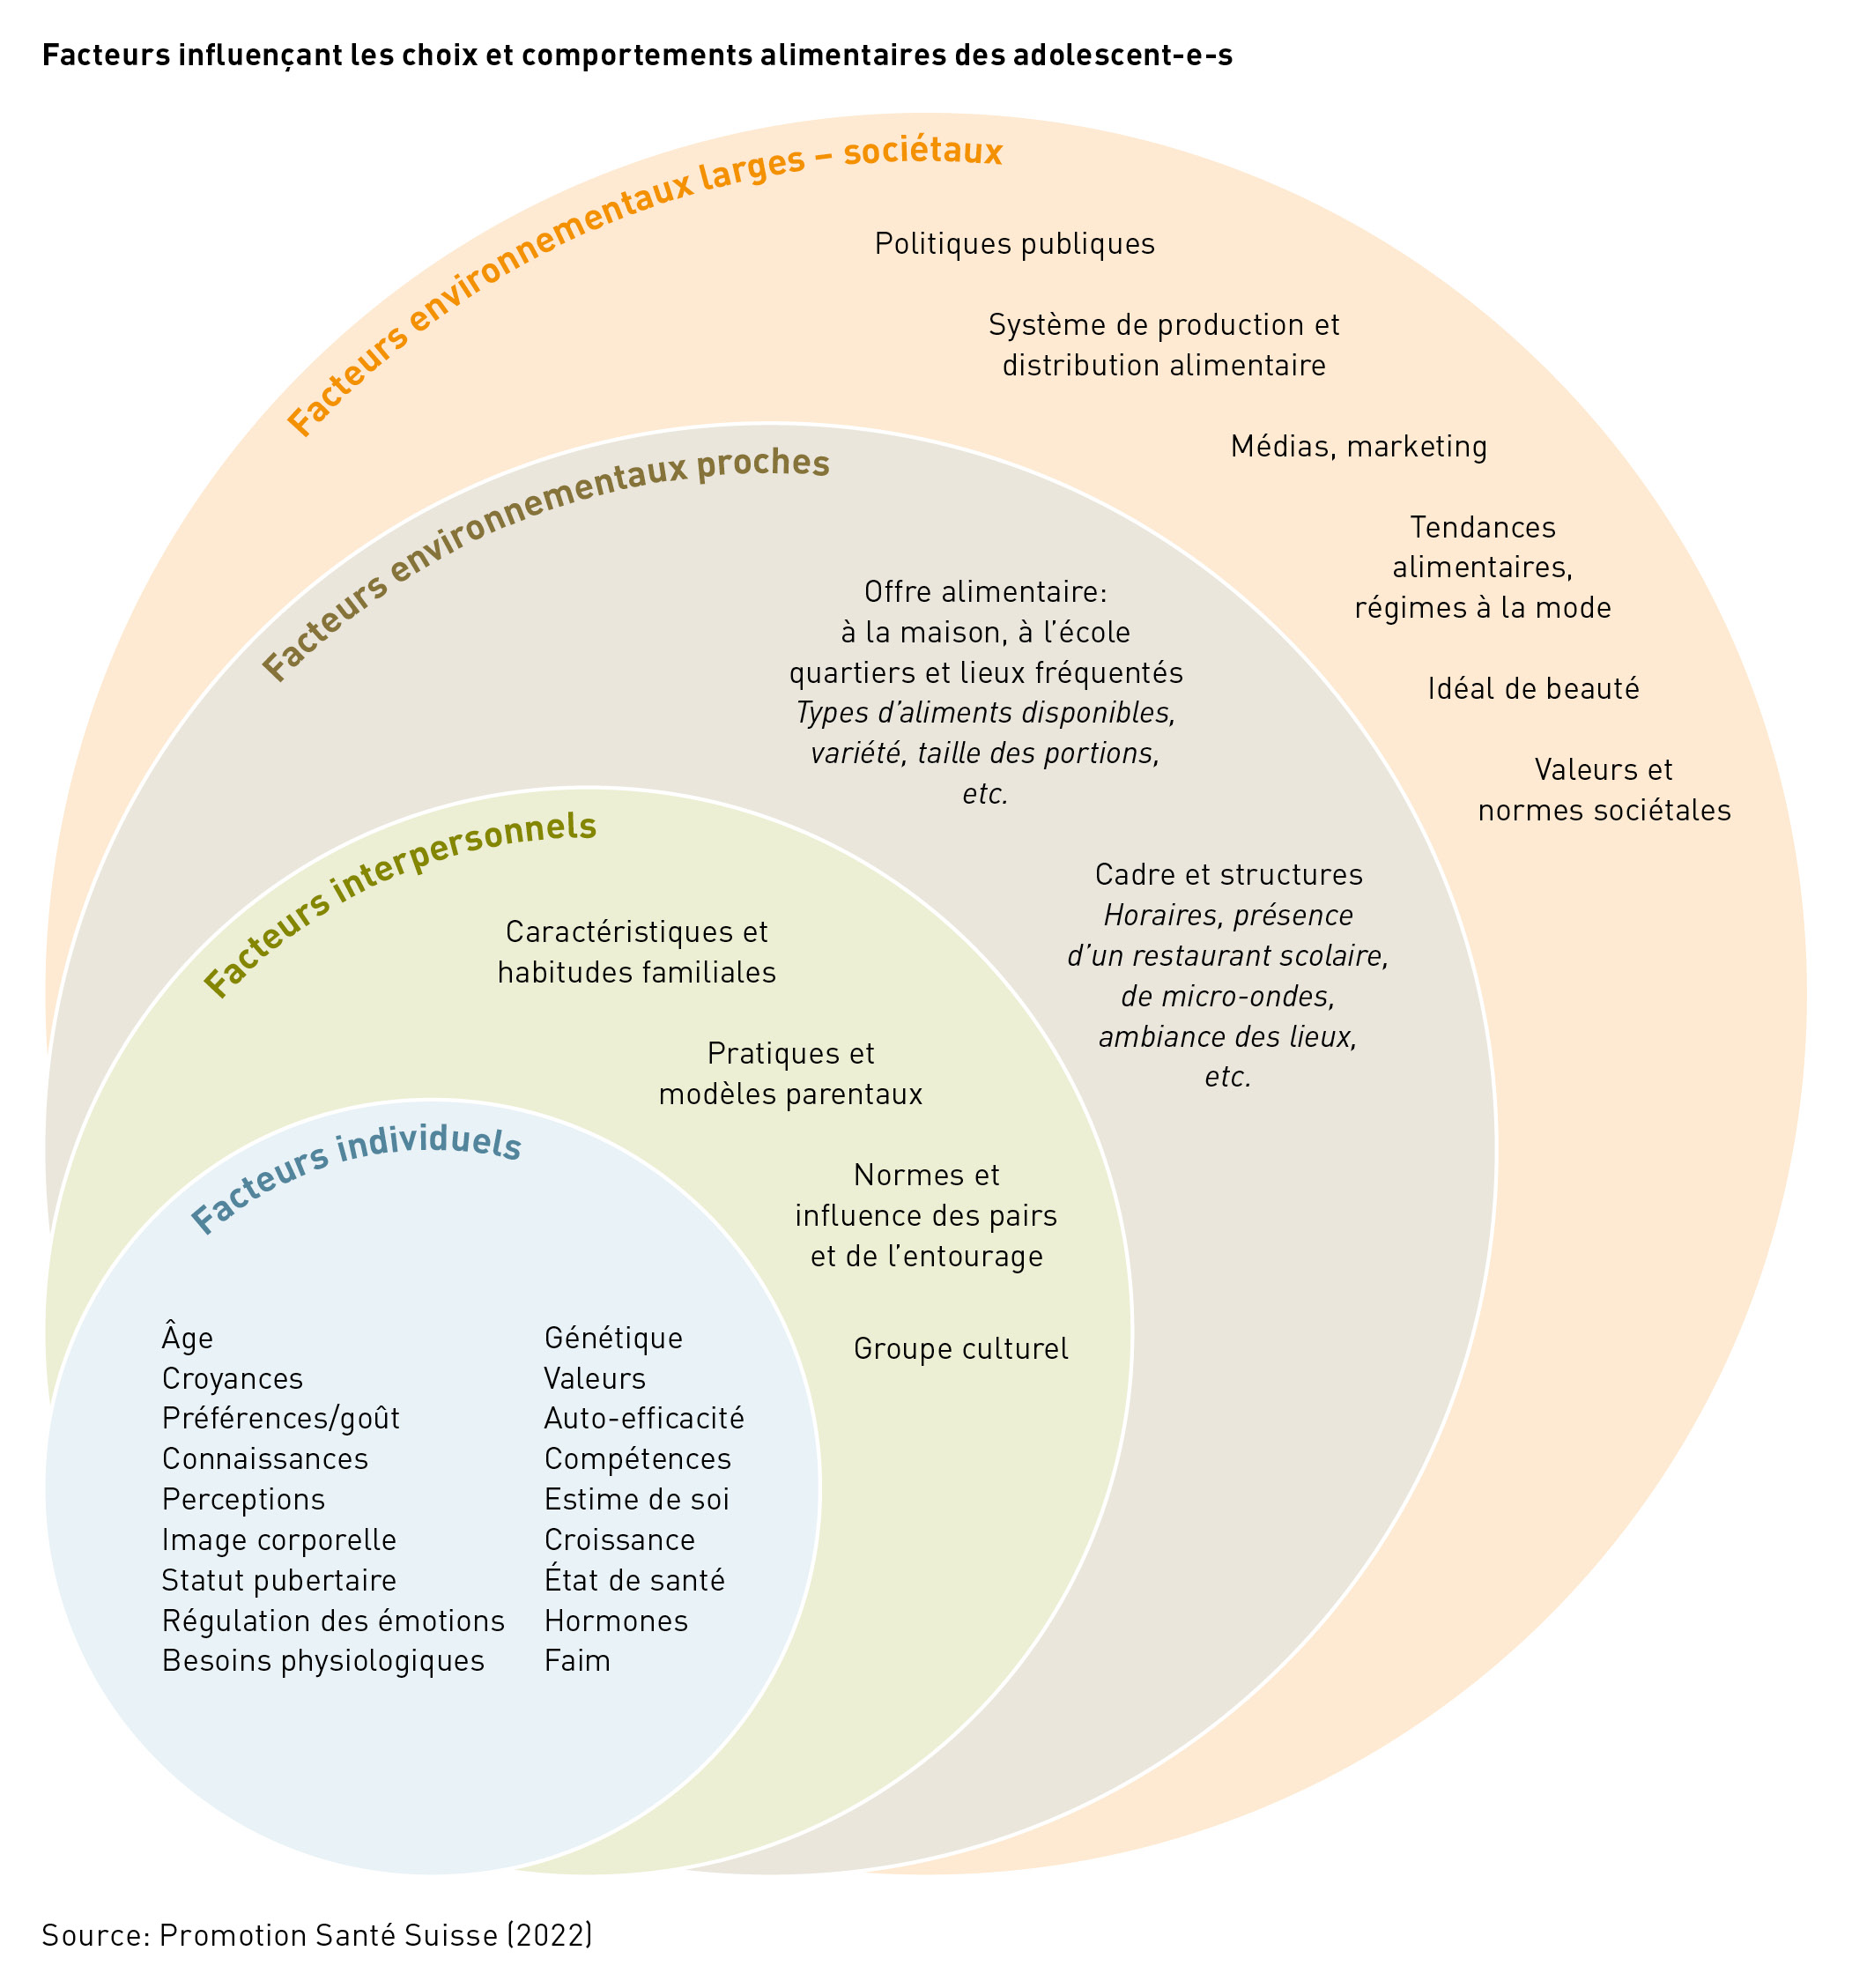 Facteurs influençant les choix et comportements alimentaires des adolescent-e-s
Facteurs environnementaux larges – sociétaux
Politiques publiques
Système de production et
distribution alimentaire
Médias, marketing
Tendances
alimentaires,
régimes à la mode
Idéal de beauté
Valeurs et
normes sociétales
Facteurs environnementaux proches
Offre alimentaire:
à la maison, à l’école
quartiers et lieux fréquentés
Types d’aliments disponibles,
variété, taille des portions,
etc.
Cadre et structures
Horaires, présence
d’un restaurant scolaire,
de micro-ondes,
ambiance des lieux,
etc.
Facteurs interpersonnels
Caractéristiques et
habitudes familiales
Pratiques et
modèles parentaux
Normes et
influence des pairs
et de l’entourage
Groupe culturel
Facteurs individuels
Âge
Croyances
Préférences/goût
Connaissances
Perceptions
Image corporelle
Statut pubertaire
Régulation des émotions
Besoins physiologiques
Génétique
Valeurs
Auto-efficacité
Compétences
Estime de soi
Croissance
État de santé
Hormones
Faim
Source: Promotion Santé Suisse (2022)